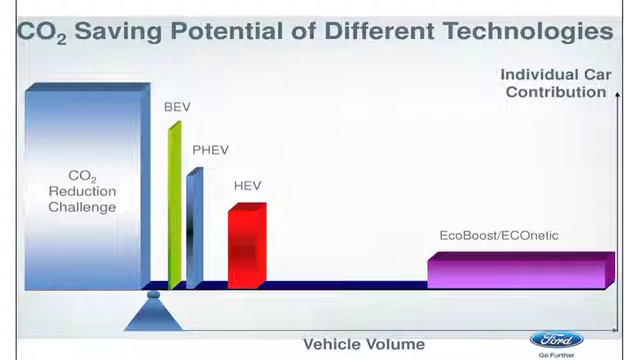 CO₂ Saving Potential of Different Technologies
Individual Car
Contribution
BEV
PHEV
HEV
CO₂
Reduction
Challenge
EcoBoost/ECOnetic
Vehicle Volume
Ford
Go Further